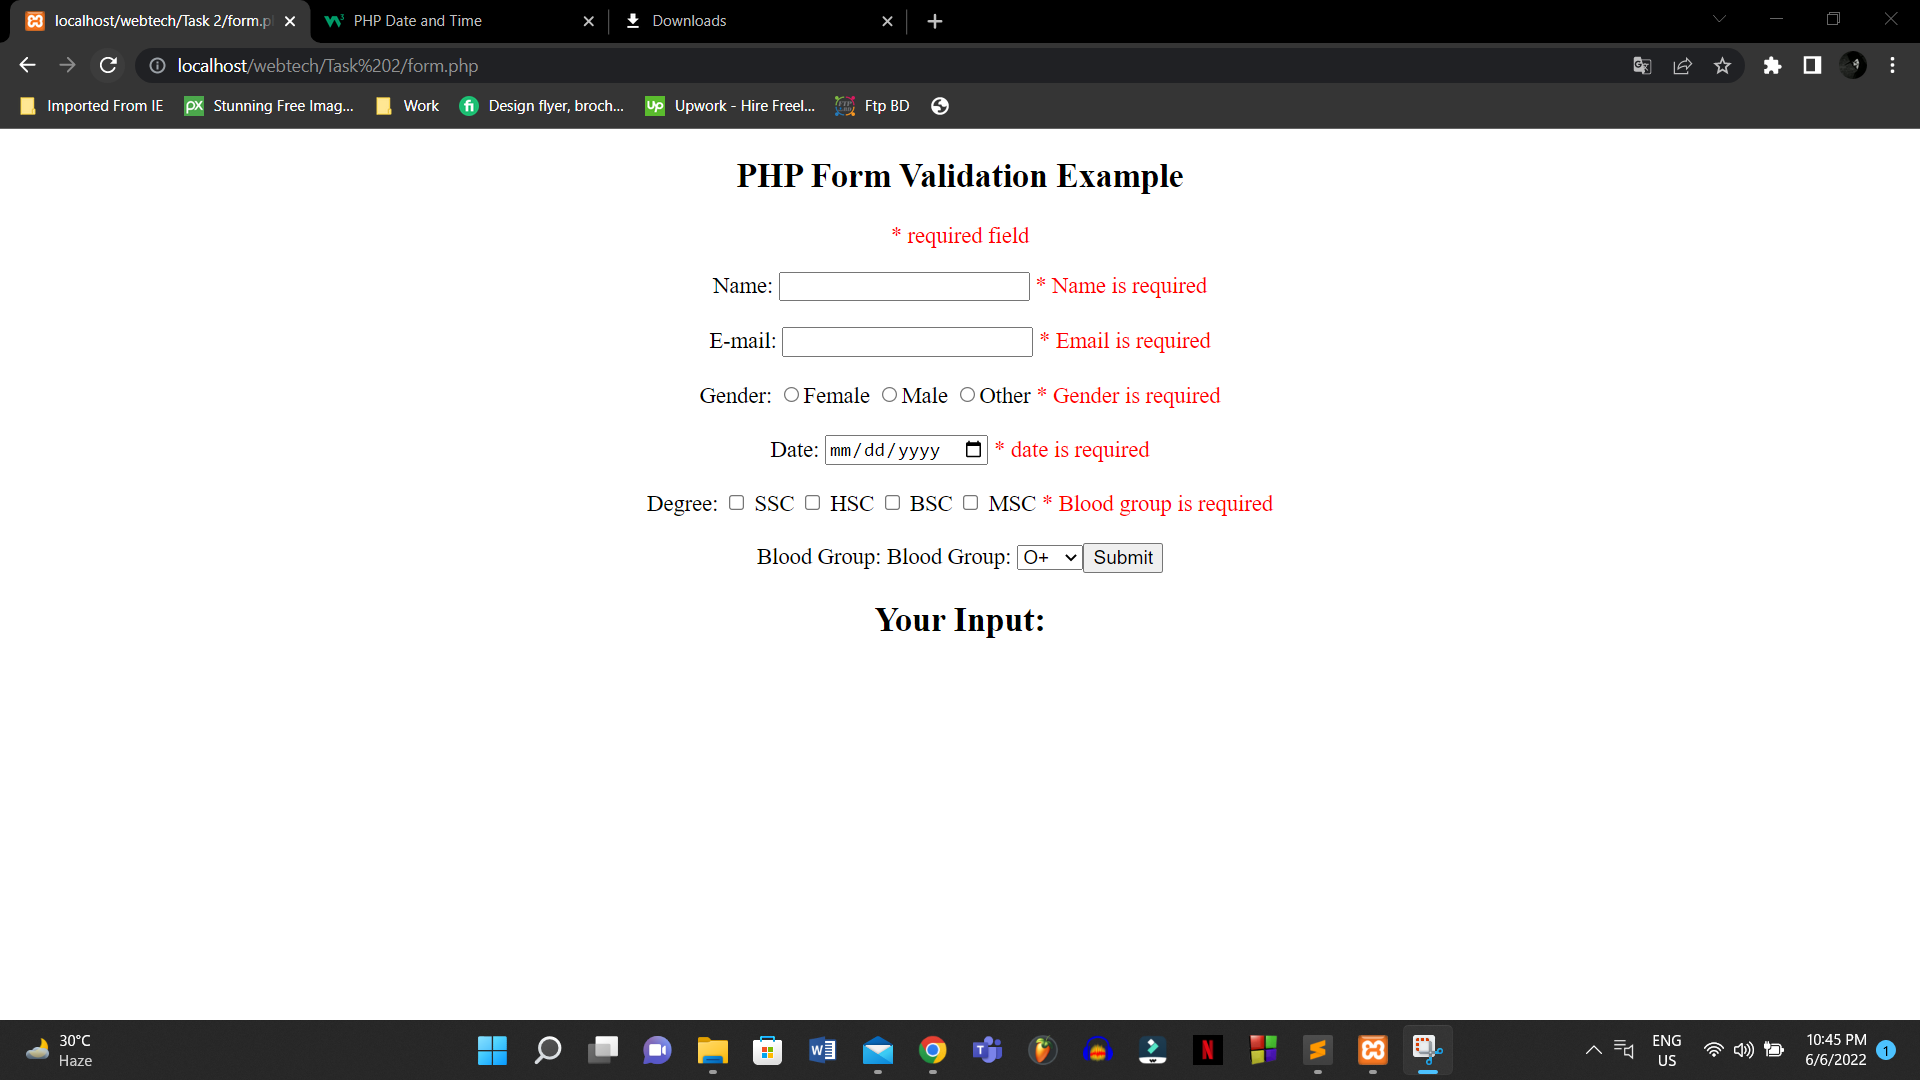 localhost/webtech/Task 2/form.p
PHP Date and Time
Downloads
localhost/webtech/Task%202/form.php
Imported From IE
Stunning Free Imag...
Work
Design flyer, broch...
Upwork - Hire Freel...
Ftp BD
PHP Form Validation Example
* required field
Name: * Name is required
E-mail: * Email is required
Gender: Female Male Other * Gender is required
Date: mm/dd/yyyy * date is required
Degree: SSC HSC BSC MSC * Blood group is required
Blood Group: Blood Group: O+ Submit
Your Input:
30°C
Haze
ENG
US
10:45 PM
6/6/2022
1